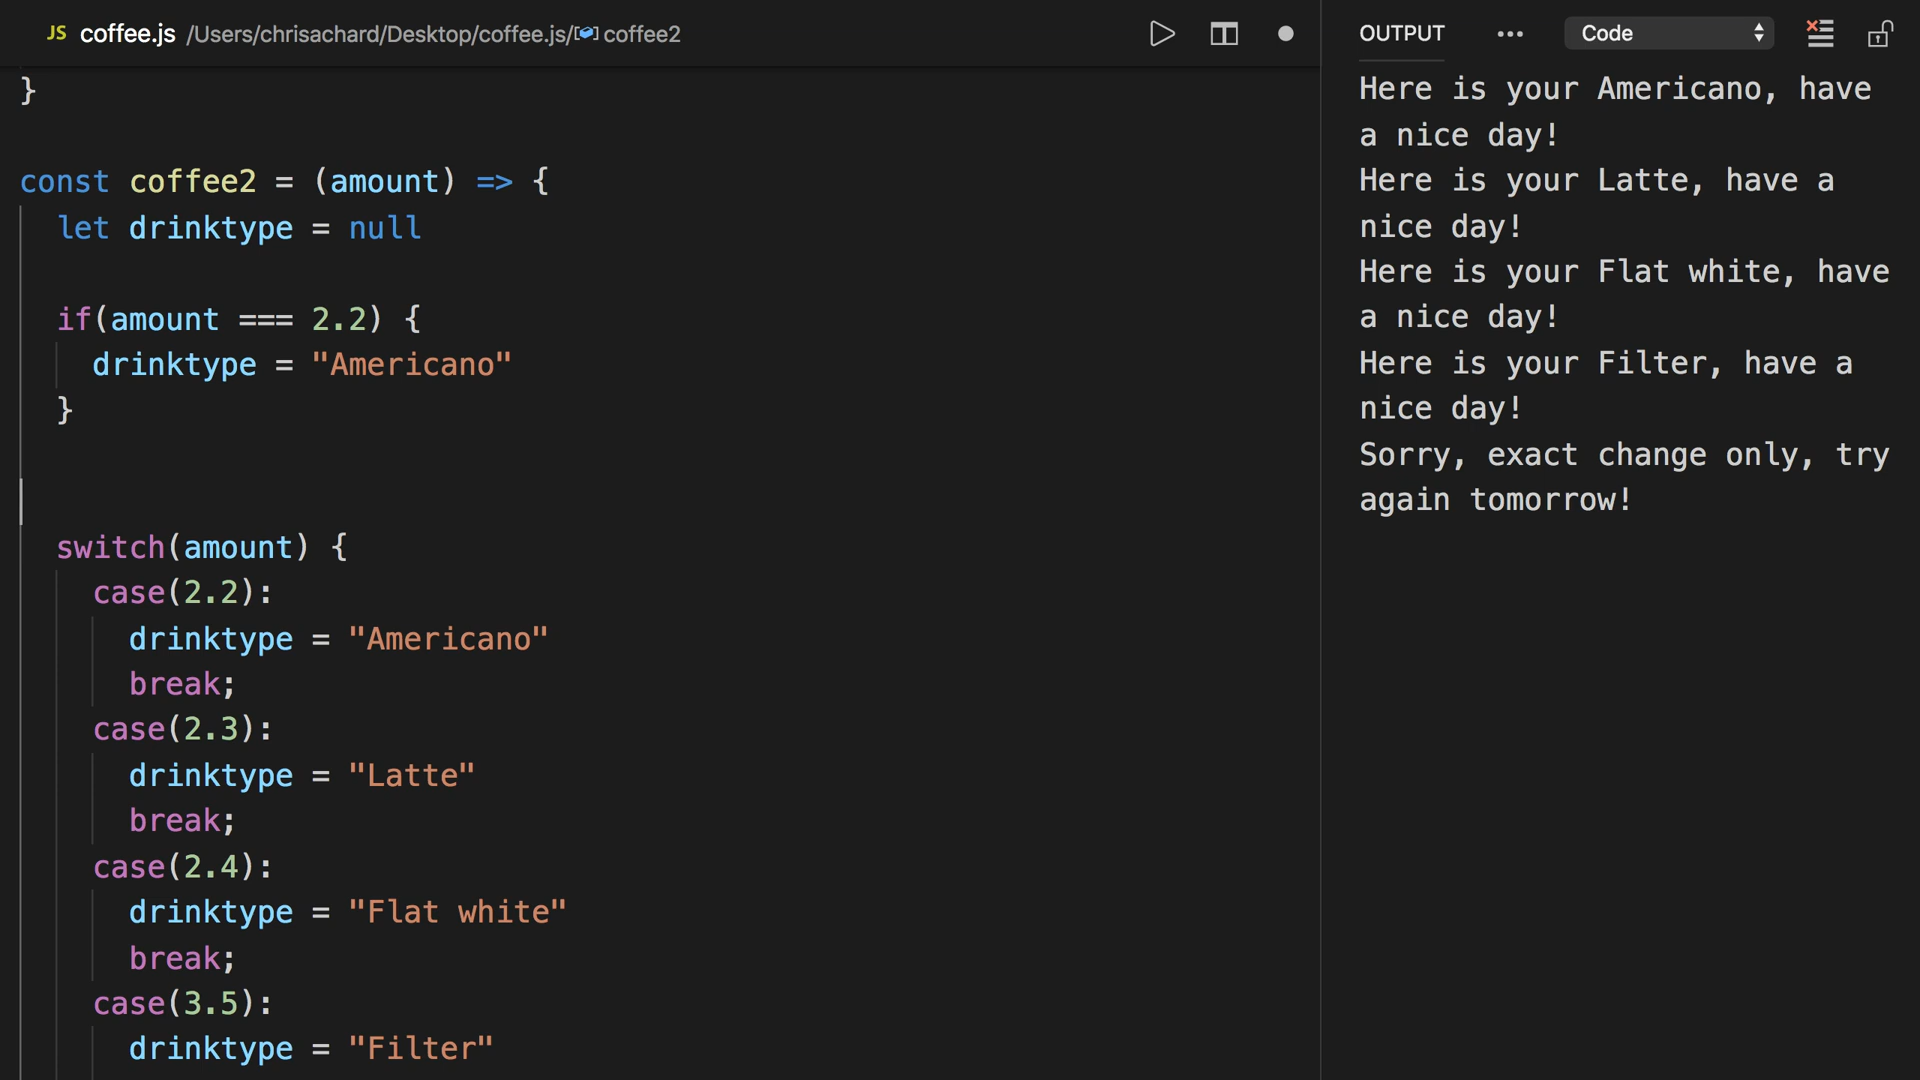 JS coffee.js /Users/chrisachard/Desktop/coffee.js/ coffee2
}
const coffee2 = (amount) => {
let drinktype = null
if(amount === 2.2) {
drinktype = "Americano"
}
switch(amount) {
case(2.2):
drinktype = "Americano"
break;
case(2.3):
drinktype = "Latte"
break;
case(2.4):
drinktype = "Flat white"
break;
case(3.5):
drinktype = "Filter"
OUTPUT
Code
Here is your Americano, have
a nice day!
Here is your Latte, have a
nice day!
Here is your Flat white, have
a nice day!
Here is your Filter, have a
nice day!
Sorry, exact change only, try
again tomorrow!